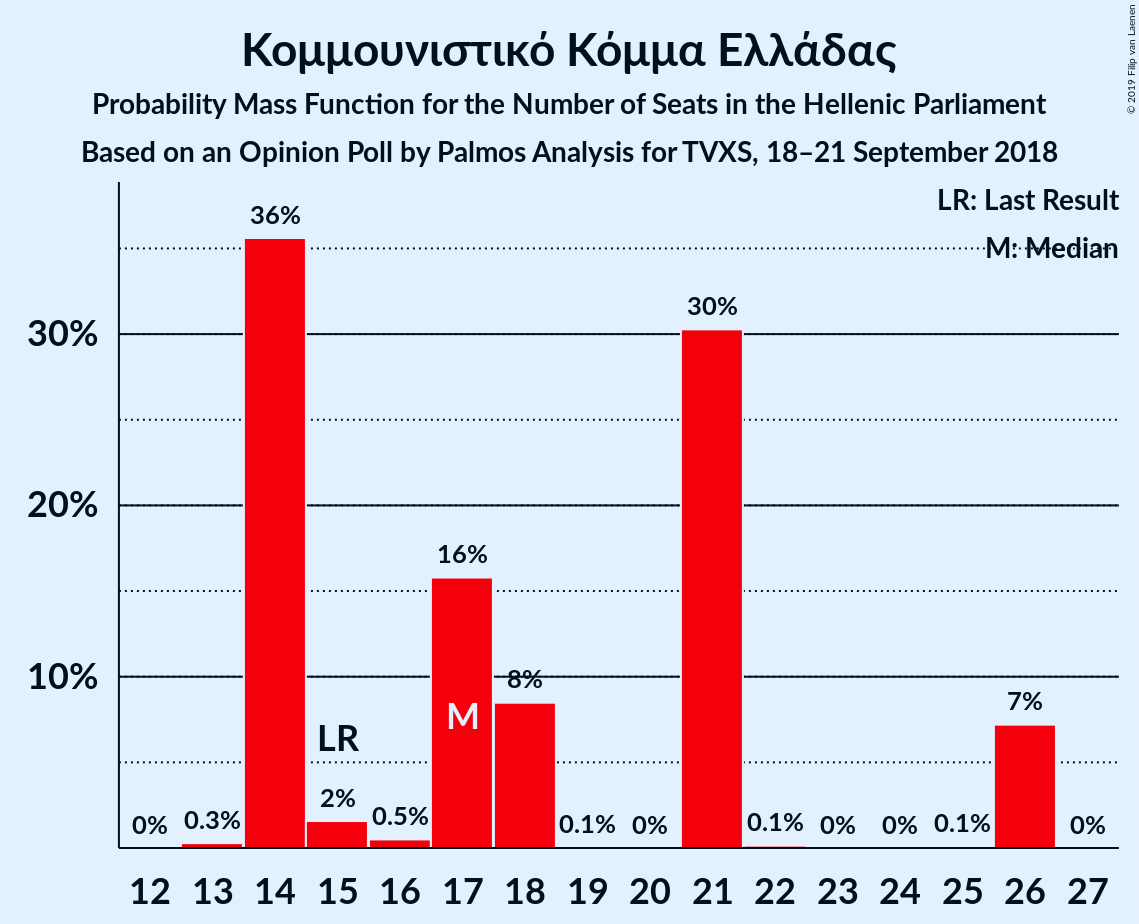 Κομμουνιστικό Κόμμα Ελλάδας
Probability Mass Function for the Number of Seats in the Hellenic Parliament
Based on an Opinion Poll by Palmos Analysis for TVXS, 18–21 September 2018
© 2019 Filip van Laenen
LR: Last Result
M: Median
36%
30%
30%
20%
16%
10%
8%
7%
M
LR
2%
0% 0.3% 0.5% 0.1% 0% 0.1% 0% 0% 0.1% 0%
12 13 14 15 16 17 18 19 20 21 22 23 24 25 26 27